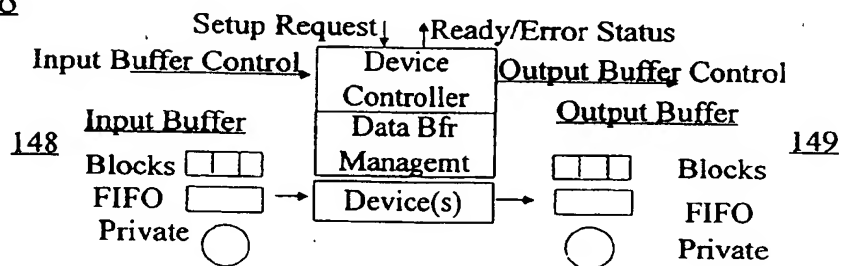 Setup Request
Ready/Error Status
Input Buffer Control
Device
Controller
Output Buffer Control
Input Buffer
Data Bfr
Managemt
Output Buffer
148
149
Blocks
Blocks
FIFO
Device(s)
FIFO
Private
Private